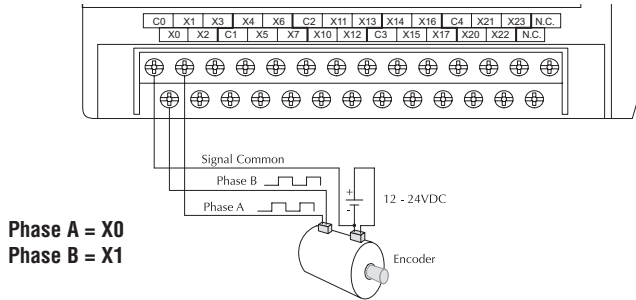 C0 X1 X3 X4 X6 C2 X11 X13 X14 X16 C4 X21 X23 N.C.
X0 X2 C1 X5 X7 X10 X12 C3 X15 X17 X20 X22 N.C.
Signal Common
Phase B
Phase A
+
-
12 - 24VDC
Encoder
Phase A = X0
Phase B = X1